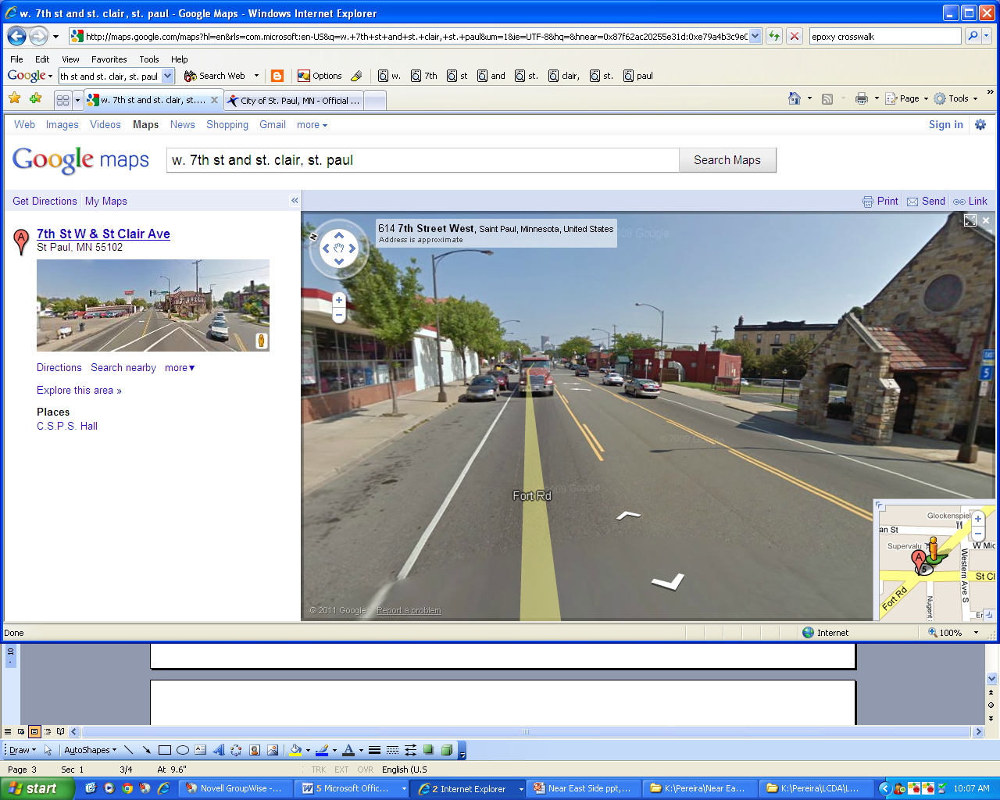 w. 7th st and st. clair, st. paul - Google Maps - Windows Internet Explorer
http://maps.google.com/maps?hl=en&rls=com.microsoft:en-US&q=w.+7th+st+and+st.+clair,+st.+paul&um=1&ie=UTF-8&hq=&hnear=0x87f62ac20255e31d:0xe79a4b3c9e0
epoxy crosswalk
File Edit View Favorites Tools Help
Google th st and st. clair, st. paul Search Web Options w. 7th st and st. clair, st. paul
w. 7th st and st. clair, st.... City of St. Paul, MN - Official ... Page Tools
Web Images Videos Maps News Shopping Gmail more Sign in
Google maps w. 7th st and st. clair, st. paul Search Maps
Get Directions My Maps « Print Send Link
A 7th St W & St Clair Ave
St Paul, MN 55102
Directions Search nearby more▾
Explore this area »
Places
C.S.P.S. Hall
N
614 7th Street West, Saint Paul, Minnesota, United States
Address is approximate
EAST
5
© 2009 Google
Fort Rd
Glockenspiel
an St
Supervalu
W Mic
A
5
Western Ave S
St Cl
Fort Rd
Nugent
Er
© 2011 Google Report a problem
Done Internet 100%
10
Draw AutoShapes
Page 3 Sec 1 3/4 At 9.6" TRK EXT OVR English (U.S
start Novell GroupWise -... 5 Microsoft Offic... 2 Internet Explorer Near East Side ppt,... K:\Pereira\Near Ea... K:\Pereira\LCDA\L... 10:07 AM